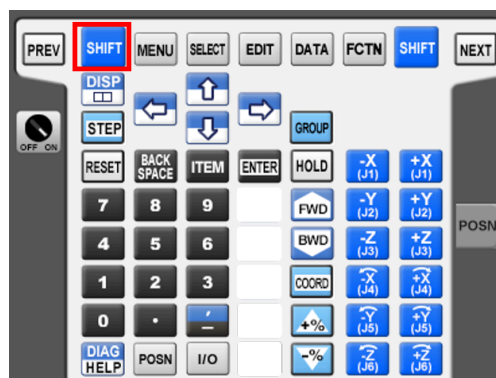 PREV SHIFT MENU SELECT EDIT DATA FCTN SHIFT NEXT
DISP
STEP GROUP
OFF ON
RESET BACK SPACE ITEM ENTER HOLD -X (J1) +X (J1)
7 8 9 FWD -Y (J2) +Y (J2)
POSN
4 5 6 BWD -Z (J3) +Z (J3)
1 2 3 COORD -X (J4) +X (J4)
0 . - , +% -Y (J5) +Y (J5)
DIAG HELP POSN I/O -% -Z (J6) +Z (J6)